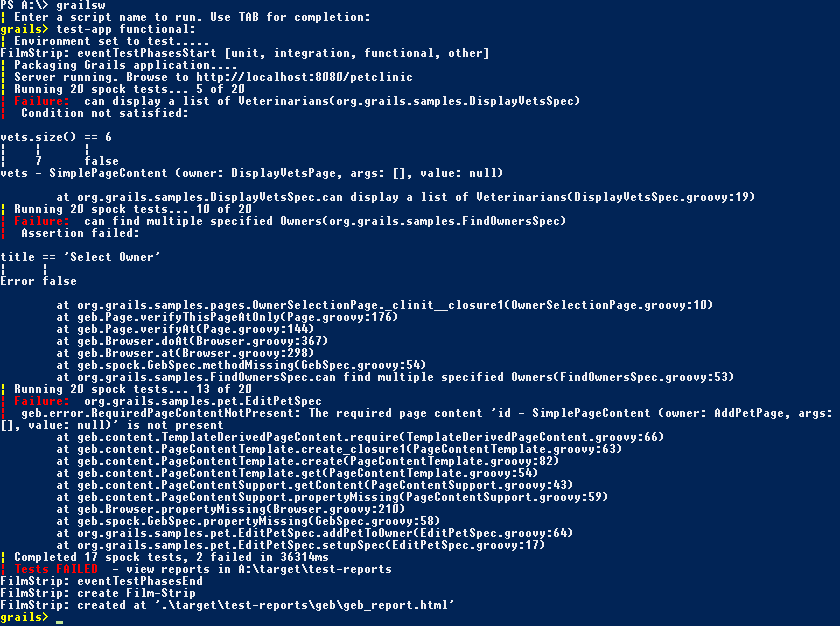 PS A:\> grailsw
| Enter a script name to run. Use TAB for completion:
grails> test-app functional:
| Environment set to test.....
FilmStrip: eventTestPhasesStart [unit, integration, functional, other]
| Packaging Grails application....
| Server running. Browse to http://localhost:8080/petclinic
| Running 20 spock tests... 5 of 20
| Failure:  can display a list of Veterinarians(org.grails.samples.DisplayVetsSpec)
|  Condition not satisfied:
vets.size() == 6
|    |      |
|    7      false
vets - SimplePageContent (owner: DisplayVetsPage, args: [], value: null)
        at org.grails.samples.DisplayVetsSpec.can display a list of Veterinarians(DisplayVetsSpec.groovy:19)
| Running 20 spock tests... 10 of 20
| Failure:  can find multiple specified Owners(org.grails.samples.FindOwnersSpec)
|  Assertion failed:
title == 'Select Owner'
|     |
Error false
        at org.grails.samples.pages.OwnerSelectionPage._clinit__closure1(OwnerSelectionPage.groovy:10)
        at geb.Page.verifyThisPageAtOnly(Page.groovy:176)
        at geb.Page.verifyAt(Page.groovy:144)
        at geb.Browser.doAt(Browser.groovy:367)
        at geb.Browser.at(Browser.groovy:298)
        at geb.spock.GebSpec.methodMissing(GebSpec.groovy:54)
        at org.grails.samples.FindOwnersSpec.can find multiple specified Owners(FindOwnersSpec.groovy:53)
| Running 20 spock tests... 13 of 20
| Failure:  org.grails.samples.pet.EditPetSpec
|  geb.error.RequiredPageContentNotPresent: The required page content 'id - SimplePageContent (owner: AddPetPage, args:
[], value: null)' is not present
        at geb.content.TemplateDerivedPageContent.require(TemplateDerivedPageContent.groovy:66)
        at geb.content.PageContentTemplate.create_closure1(PageContentTemplate.groovy:63)
        at geb.content.PageContentTemplate.create(PageContentTemplate.groovy:82)
        at geb.content.PageContentTemplate.get(PageContentTemplate.groovy:54)
        at geb.content.PageContentSupport.getContent(PageContentSupport.groovy:43)
        at geb.content.PageContentSupport.propertyMissing(PageContentSupport.groovy:59)
        at geb.Browser.propertyMissing(Browser.groovy:210)
        at geb.spock.GebSpec.propertyMissing(GebSpec.groovy:58)
        at org.grails.samples.pet.EditPetSpec.addPetToOwner(EditPetSpec.groovy:64)
        at org.grails.samples.pet.EditPetSpec.setupSpec(EditPetSpec.groovy:17)
| Completed 17 spock tests, 2 failed in 36314ms
| Tests FAILED  - view reports in A:\target\test-reports
FilmStrip: eventTestPhasesEnd
FilmStrip: create Film-Strip
FilmStrip: created at '.\target\test-reports\geb\geb_report.html'
grails> _